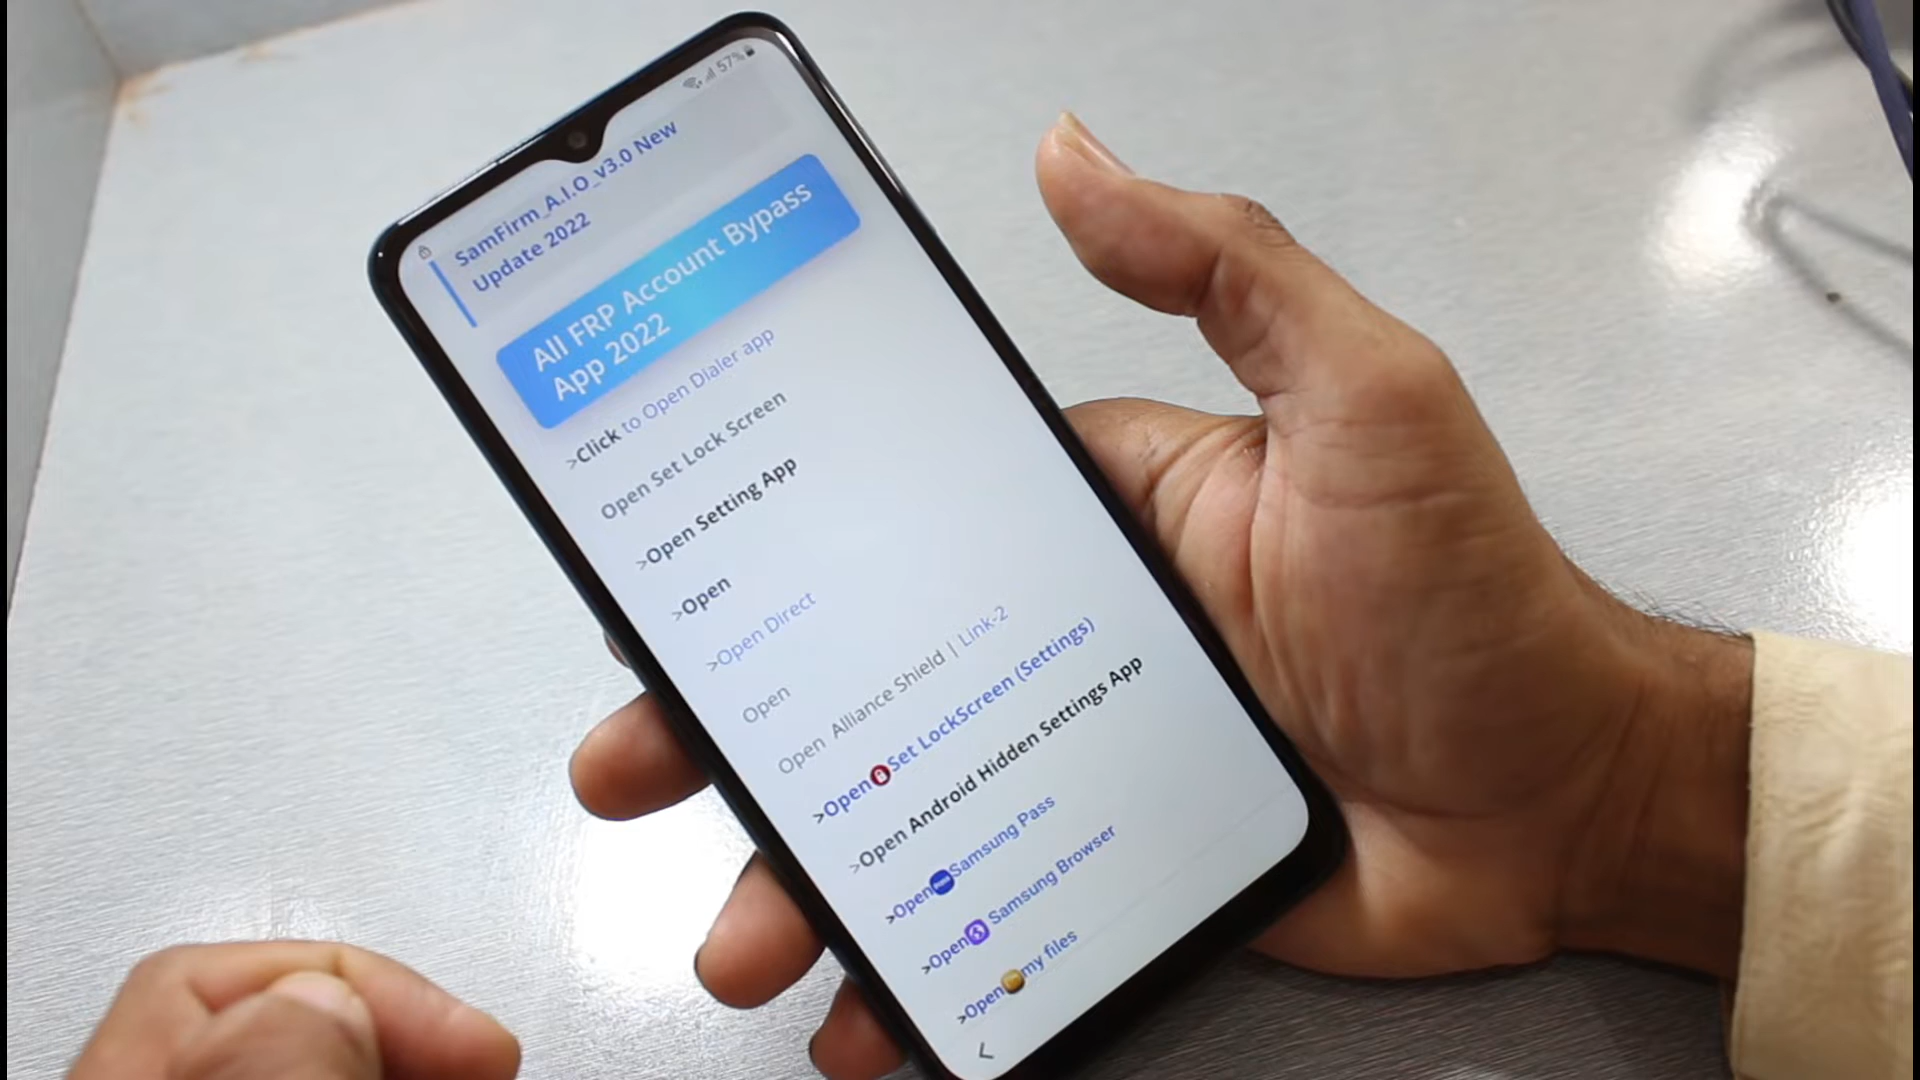 57%
SamFirm_A.I.O_v3.0 New
Update 2022
All FRP Account Bypass
App 2022
>Click to Open Dialer app
Open Set Lock Screen
>Open Setting App
>Open
>Open Direct
Open
Open Alliance Shield | Link-2
>Open Set LockScreen (Settings)
>Open Android Hidden Settings App
>Open Samsung Pass
>Open Samsung Browser
>Open my files